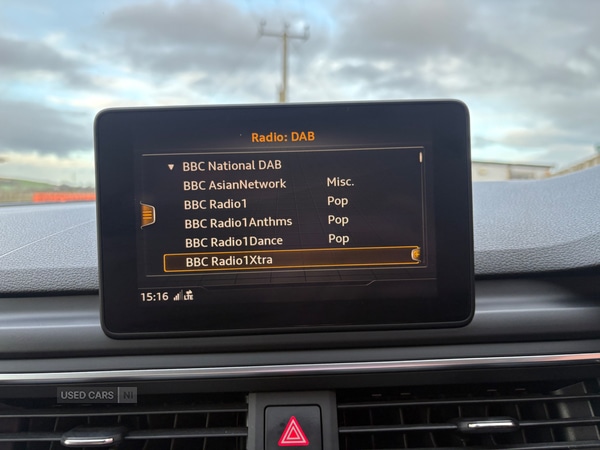 Radio: DAB
▼ BBC National DAB
BBC AsianNetwork Misc.
BBC Radio1 Pop
BBC Radio1Anthms Pop
BBC Radio1Dance Pop
BBC Radio1Xtra
15:16 LTE
USED CARS NI